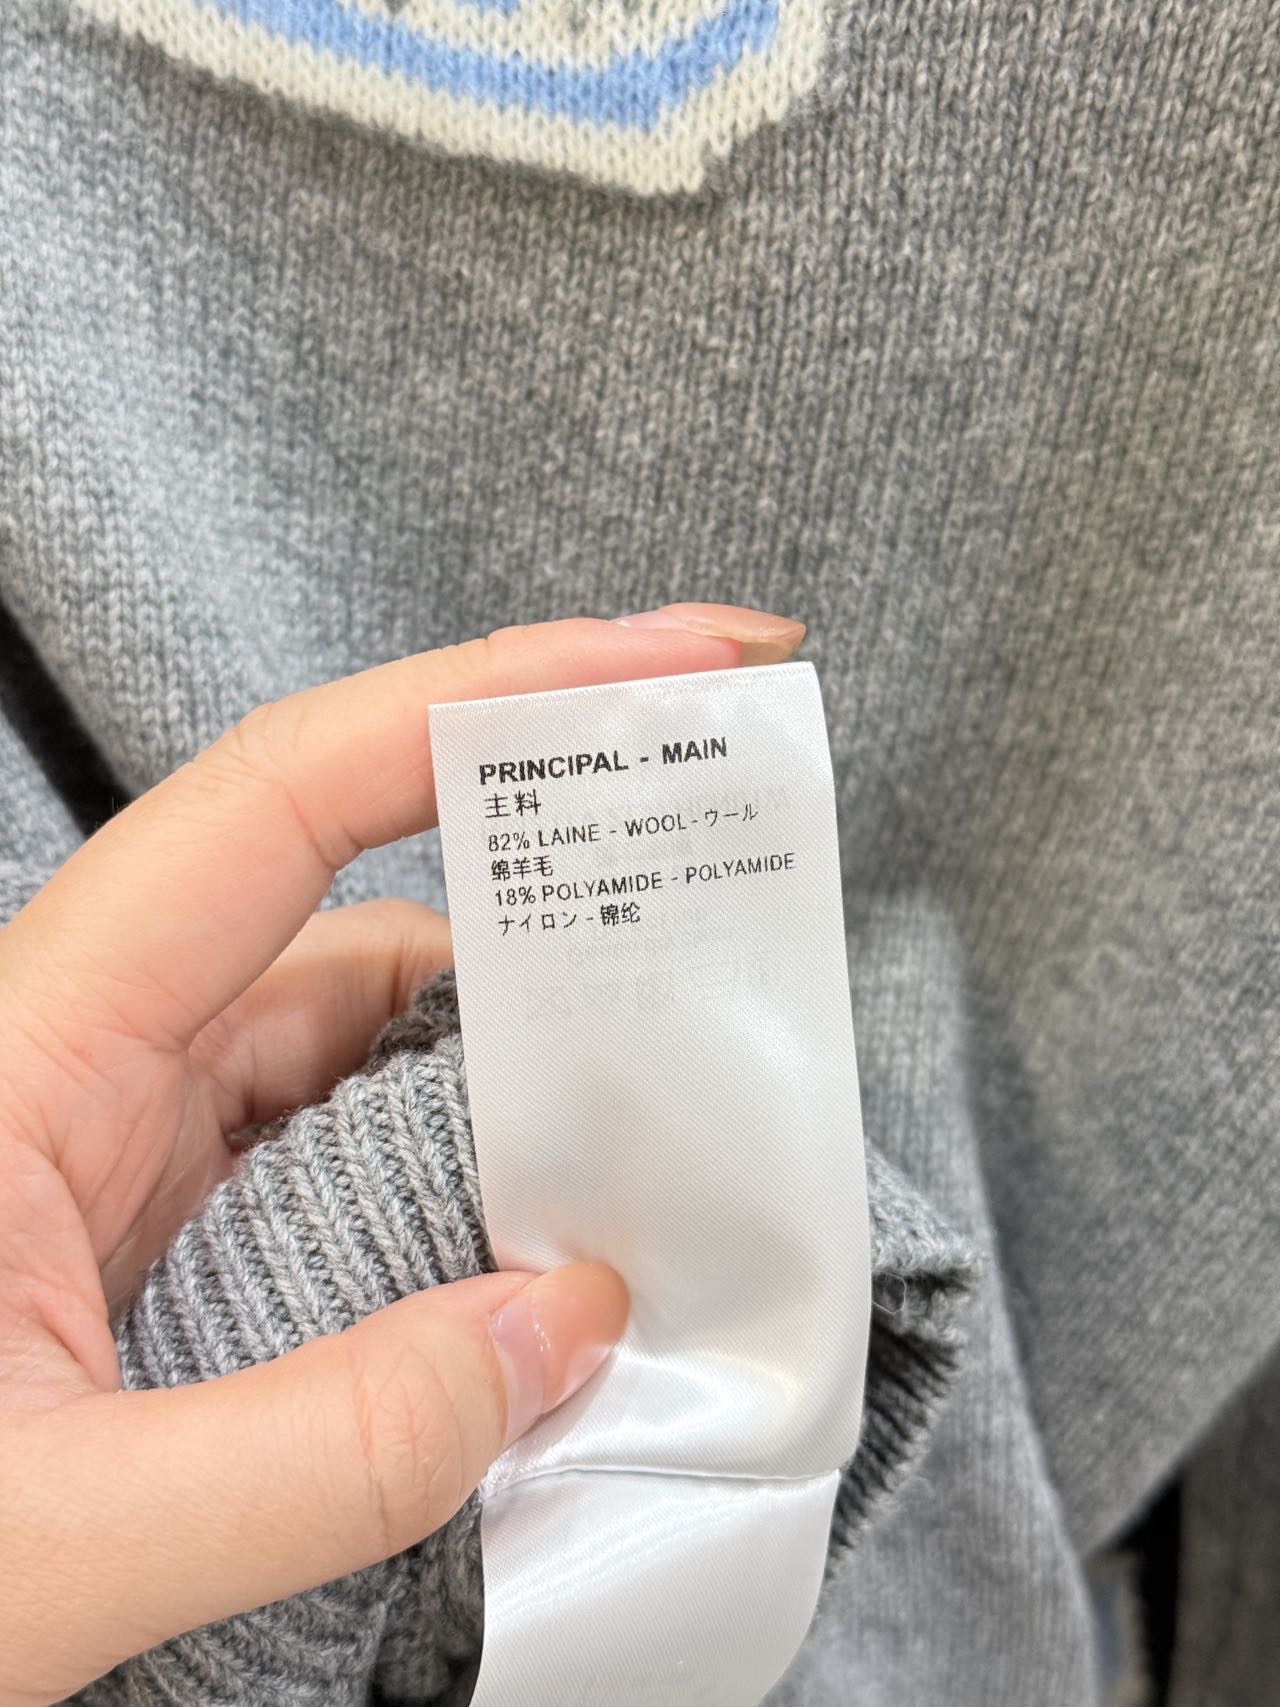 PRINCIPAL - MAIN
主料
82% LAINE - WOOL - ウール
绵羊毛
18% POLYAMIDE - POLYAMIDE
ナイロン - 锦纶